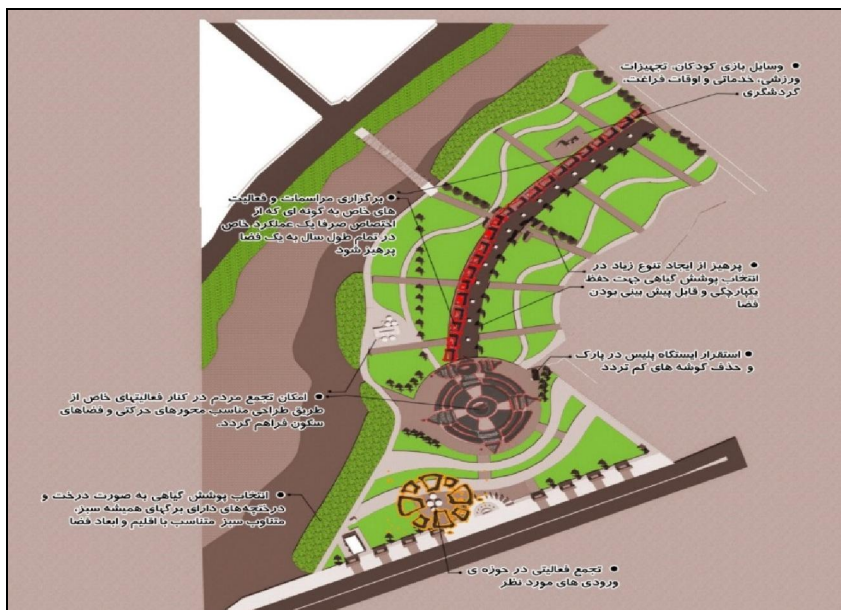 ● وسایل بازی کودکان، تجهیزات
ورزشی، خدماتی و اوقات فراغت،
گردشگری
برگزاری مراسمات و فعالیت ●
های خاص به گونه ای که از
اختصاص صرفا یک عملکرد خاص
در تمام طول سال به یک فضا
پرهیز شود
● پرهیز از ایجاد تنوع زیاد در
انتخاب پوشش گیاهی جهت حفظ
یکپارچگی و قابل پیش بینی بودن
فضا
● استقرار ایستگاه پلیس در پارک
و حذف گوشه های کم تردد
● امکان تجمع مردم در کنار فعالیتهای خاص از
طریق طراحی مناسب محورهای حرکتی و فضاهای
سکون فراهم گردد.
● انتخاب پوشش گیاهی به صورت درخت و
درختچه‌های دارای برگهای همیشه سبز،
متناوب سبز متناسب با اقلیم و ابعاد فضا
● تجمع فعالیتی در حوزه ی
ورودی های مورد نظر